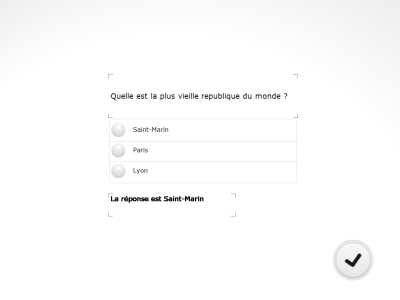 Quelle est la plus vieille republique du monde ?
Saint-Marin
Paris
Lyon
La réponse est Saint-Marin